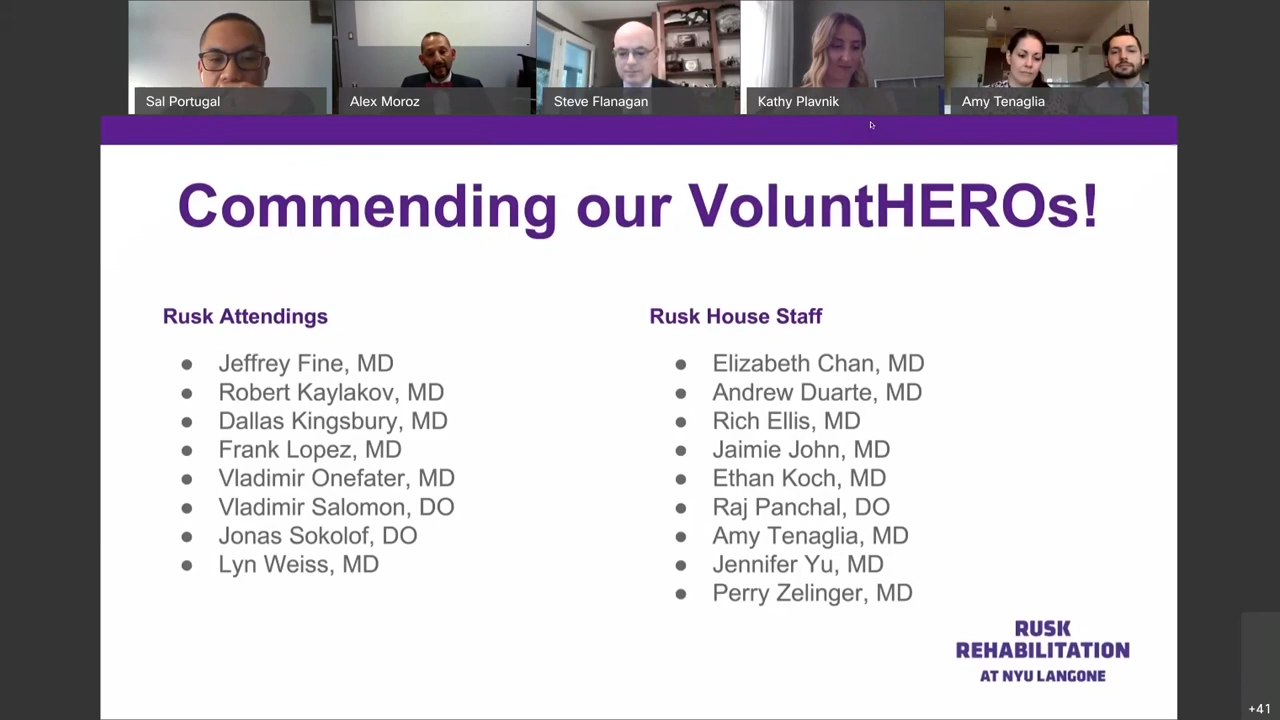 Sal Portugal
Alex Moroz
Steve Flanagan
Kathy Plavnik
Amy Tenaglia
Commending our VoluntHEROs!
Rusk Attendings
● Jeffrey Fine, MD
● Robert Kaylakov, MD
● Dallas Kingsbury, MD
● Frank Lopez, MD
● Vladimir Onefater, MD
● Vladimir Salomon, DO
● Jonas Sokolof, DO
● Lyn Weiss, MD
Rusk House Staff
● Elizabeth Chan, MD
● Andrew Duarte, MD
● Rich Ellis, MD
● Jaimie John, MD
● Ethan Koch, MD
● Raj Panchal, DO
● Amy Tenaglia, MD
● Jennifer Yu, MD
● Perry Zelinger, MD
RUSK
REHABILITATION
AT NYU LANGONE
+41